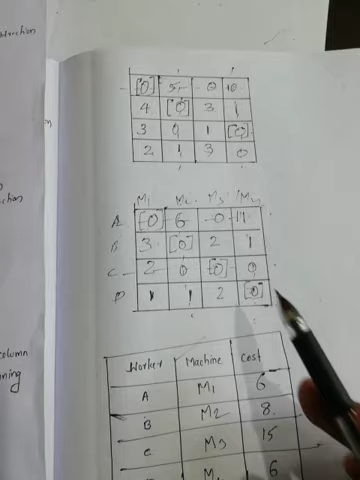 [0] 5 0 10
4 [0] 3 1
3 0 1 [0]
2 1 3 0
M1 M2 M3 M4
A [0] 6 0 11
B 3 [0] 2 1
C 2 0 [0] 0
D 1 1 2 [0]
Worker Machine Cost
A M1 6
B M2 8
C M3 15
6
column